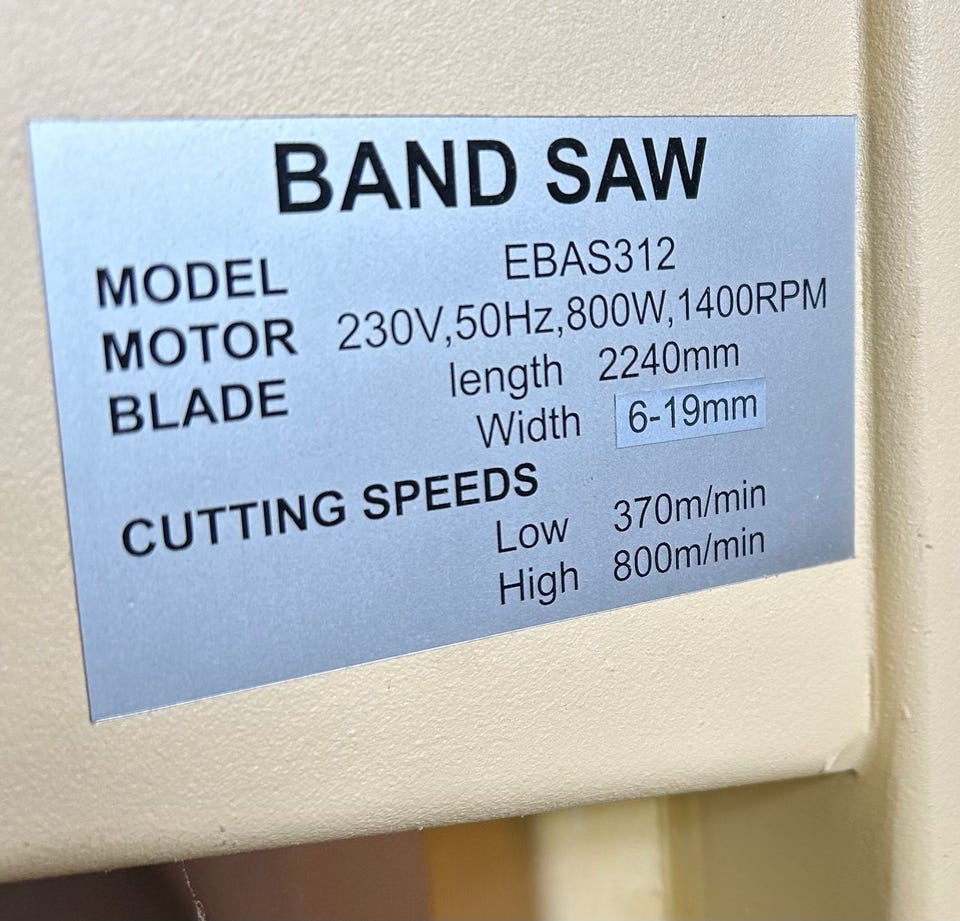 BAND SAW
MODEL EBAS312
MOTOR 230V,50Hz,800W,1400RPM
BLADE length 2240mm
Width 6-19mm
CUTTING SPEEDS
Low 370m/min
High 800m/min